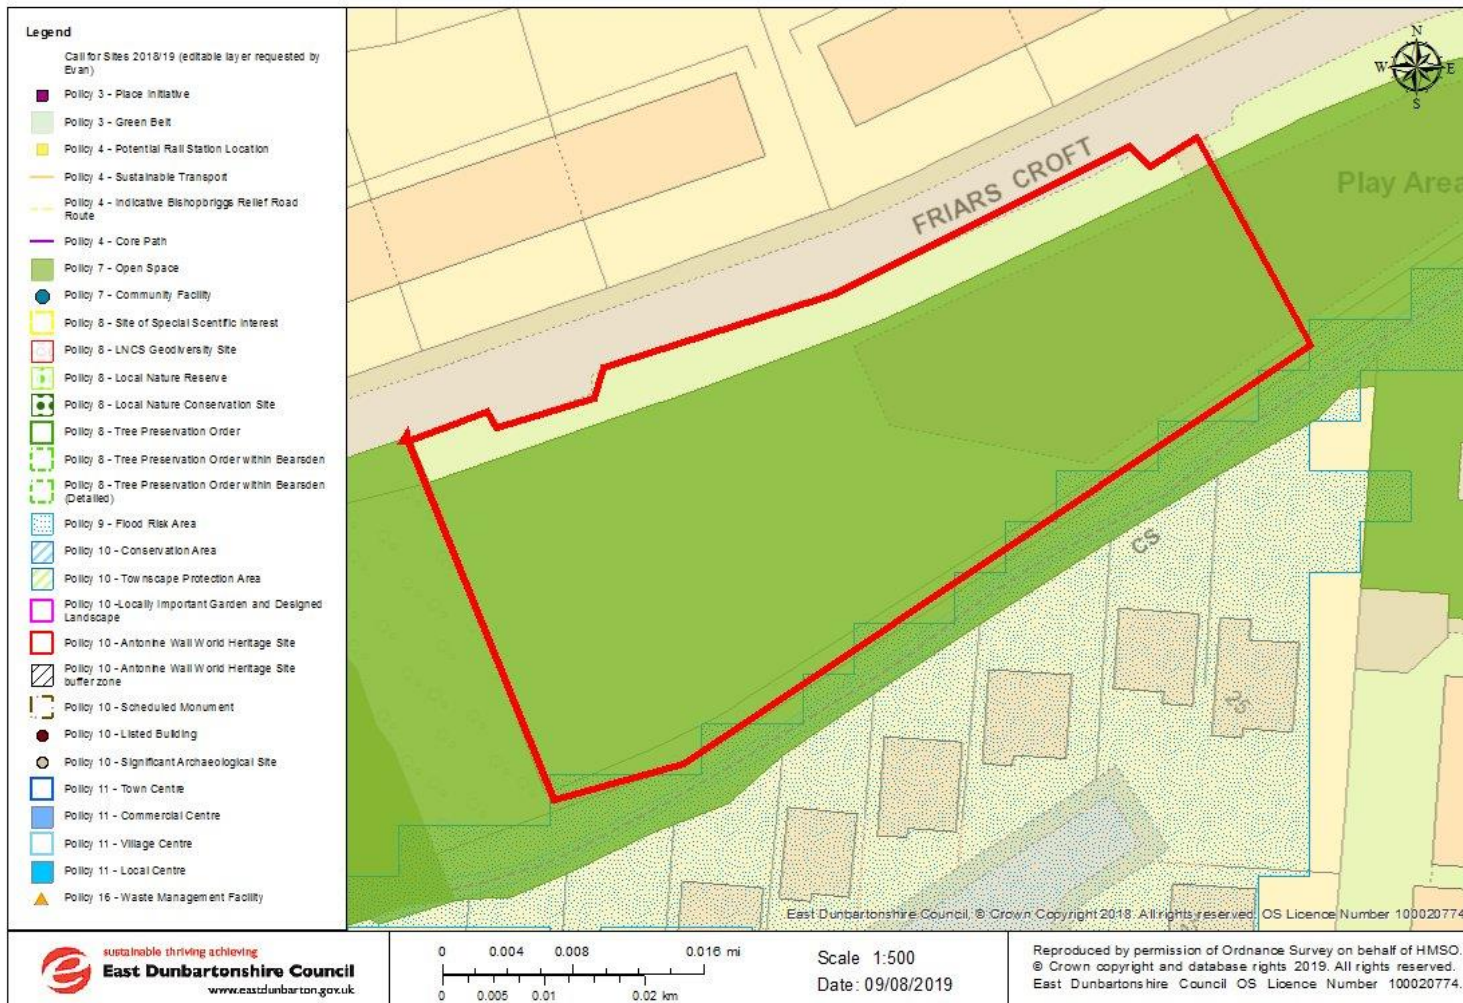 Legend
Call for Sites 2018/19 (editable layer requested by
Evan)
Policy 3 - Place Initiative
Policy 3 - Green Belt
Policy 4 - Potential Rail Station Location
Policy 4 - Sustainable Transport
Policy 4 - Indicative Bishopbriggs Relief Road
Route
Policy 4 - Core Path
Policy 7 - Open Space
Policy 7 - Community Facility
Policy 8 - Site of Special Scientific Interest
Policy 8 - LNCS Geodiversity Site
Policy 8 - Local Nature Reserve
Policy 8 - Local Nature Conservation Site
Policy 8 - Tree Preservation Order
Policy 8 - Tree Preservation Order within Bearsden
Policy 8 - Tree Preservation Order within Bearsden
(Detailed)
Policy 9 - Flood Risk Area
Policy 10 - Conservation Area
Policy 10 - Townscape Protection Area
Policy 10 -Locally Important Garden and Designed
Landscape
Policy 10 - Antonine Wall World Heritage Site
Policy 10 - Antonine Wall World Heritage Site
buffer zone
Policy 10 - Scheduled Monument
Policy 10 - Listed Building
Policy 10 - Significant Archaeological Site
Policy 11 - Town Centre
Policy 11 - Commercial Centre
Policy 11 - Village Centre
Policy 11 - Local Centre
Policy 16 - Waste Management Facility
N
W E
S
FRIARS CROFT
Play Area
CS
25
East Dunbartonshire Council, © Crown Copyright 2018. All rights reserved. OS Licence Number 100020774
sustainable thriving achieving
East Dunbartonshire Council
www.eastdunbarton.gov.uk
0 0.004 0.008 0.016 mi
0 0.005 0.01 0.02 km
Scale 1:500
Date: 09/08/2019
Reproduced by permission of Ordnance Survey on behalf of HMSO.
© Crown copyright and database rights 2019. All rights reserved.
East Dunbartonshire Council OS Licence Number 100020774.